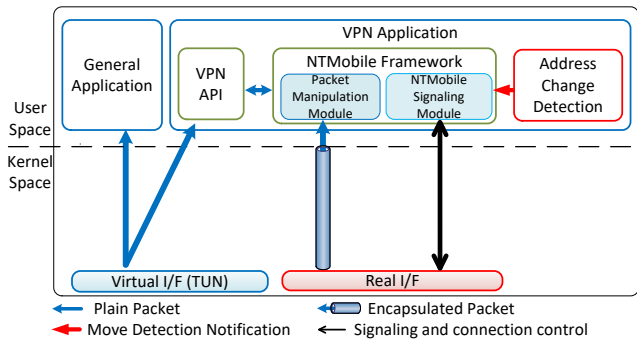 VPN Application
General
Application
VPN
API
NTMobile Framework
Packet
Manipulation
Module
NTMobile
Signaling
Module
Address
Change
Detection
User
Space
Kernel
Space
Virtual I/F (TUN)
Real I/F
Plain Packet
Encapsulated Packet
Move Detection Notification
Signaling and connection control